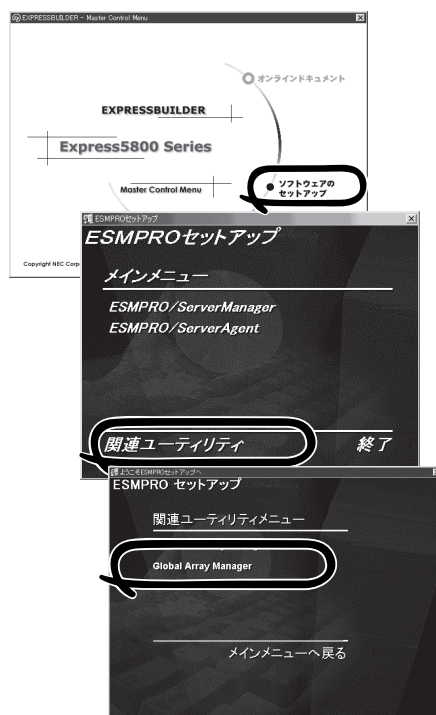 EXPRESSBUILDER - Master Control Menu
オンラインドキュメント
EXPRESSBUILDER
Express5800 Series
Master Control Menu
ソフトウェアの
セットアップ
Copyright NEC Corp
ESMPROセットアップ
ESMPROセットアップ
メインメニュー
ESMPRO/ServerManager
ESMPRO/ServerAgent
関連ユーティリティ
終了
ようこそESMPROセットアップへ
ESMPRO セットアップ
関連ユーティリティメニュー
Global Array Manager
メインメニューへ戻る